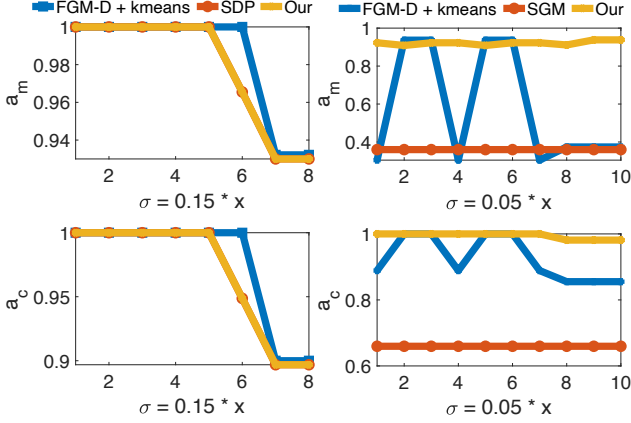 FGM-D + kmeans SDP Our
FGM-D + kmeans SGM Our
a_m
1
0.98
0.96
0.94
2 4 6 8
σ = 0.15 * x
a_m
1
0.8
0.6
0.4
2 4 6 8 10
σ = 0.05 * x
a_c
1
0.95
0.9
2 4 6 8
σ = 0.15 * x
a_c
1
0.8
0.6
2 4 6 8 10
σ = 0.05 * x